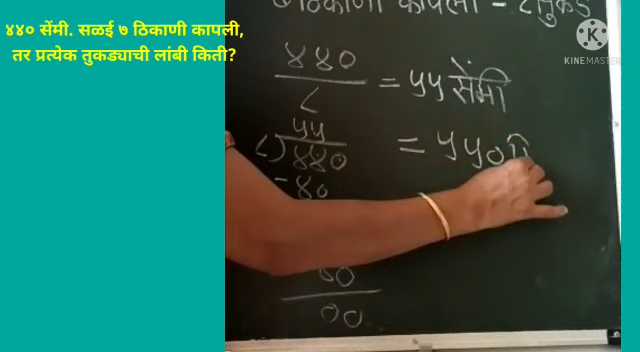 ४४० सेंमी. सळई ७ ठिकाणी कापली,
तर प्रत्येक तुकड्याची लांबी किती?
ठिकाणी कापली - ८ तुकडे
४४०
८
= ५५ सेंमी
५५
८)४४०
= ५५० मि
- ४०
००
KINEMASTER